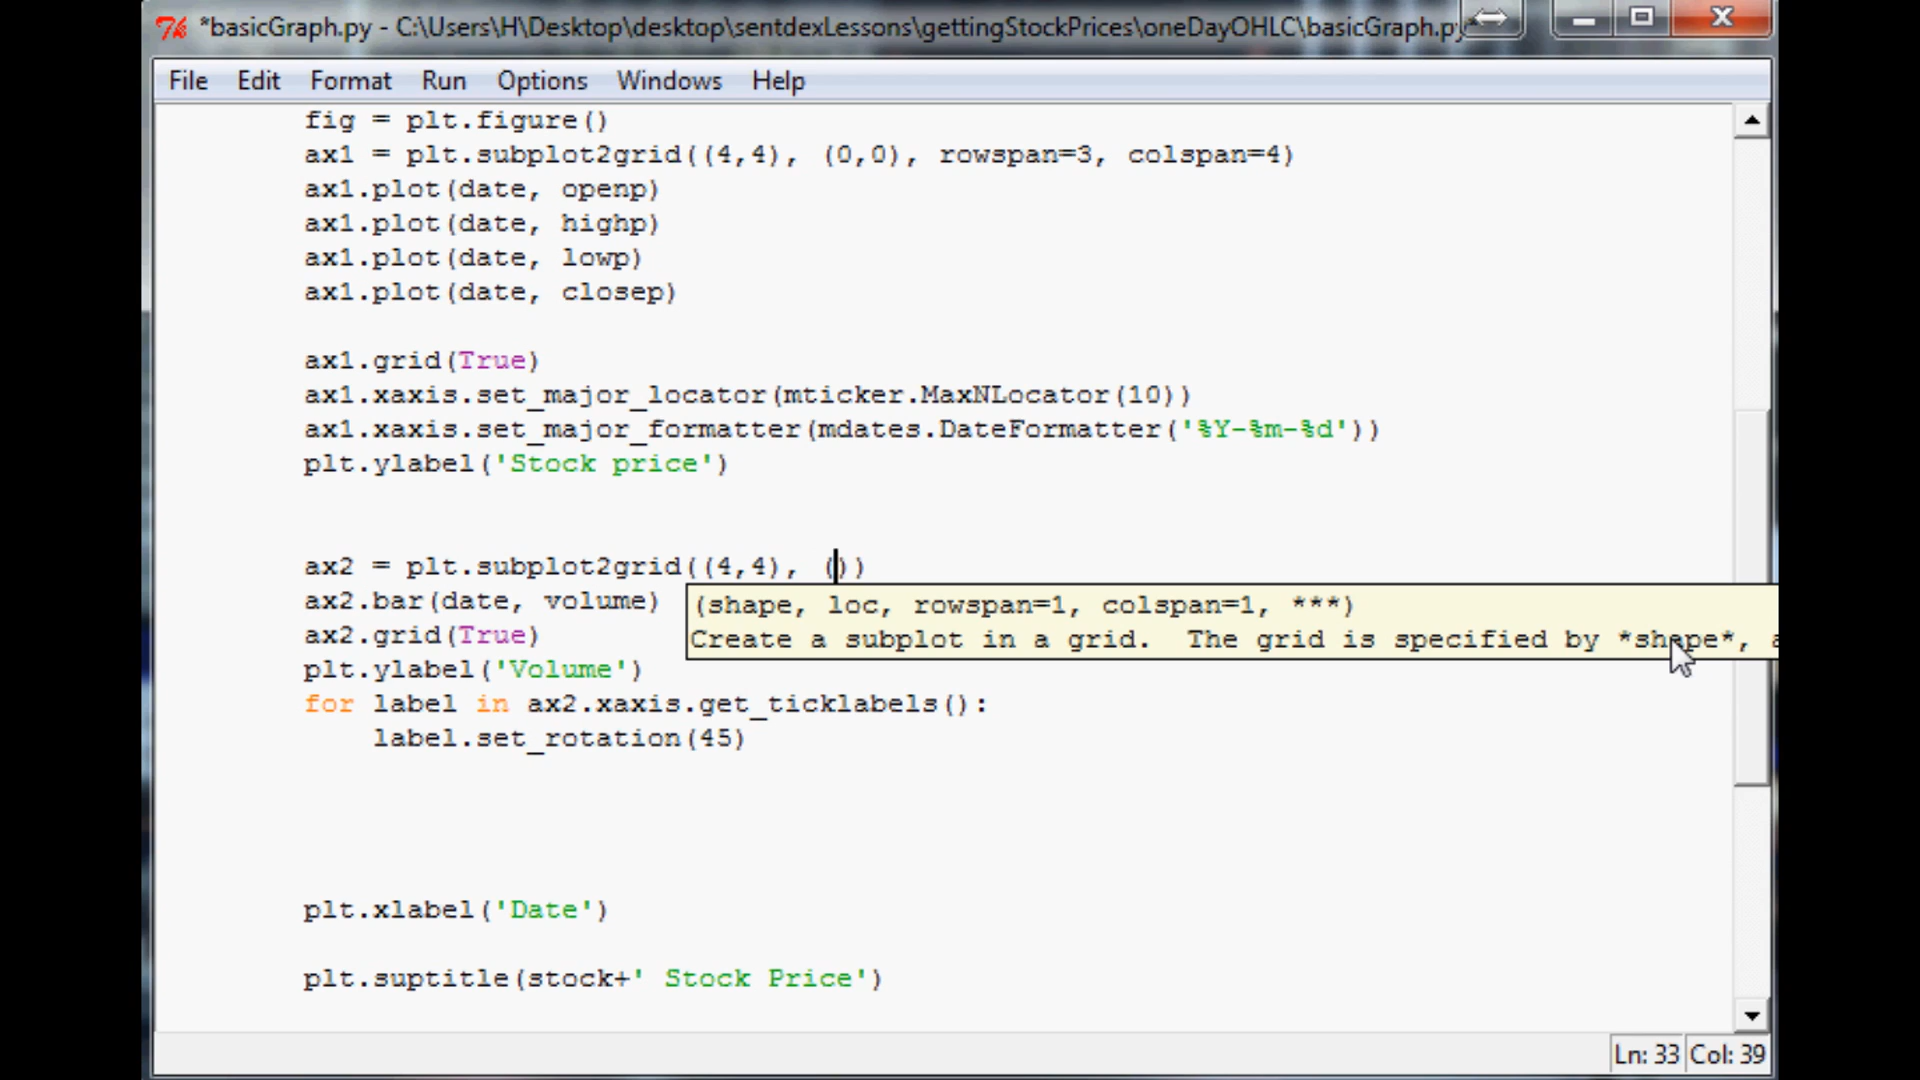 *basicGraph.py - C:\Users\H\Desktop\desktop\sentdexLessons\gettingStockPrices\oneDayOHLC\basicGraph.py*
File Edit Format Run Options Windows Help
fig = plt.figure()
ax1 = plt.subplot2grid((4,4), (0,0), rowspan=3, colspan=4)
ax1.plot(date, openp)
ax1.plot(date, highp)
ax1.plot(date, lowp)
ax1.plot(date, closep)
ax1.grid(True)
ax1.xaxis.set_major_locator(mticker.MaxNLocator(10))
ax1.xaxis.set_major_formatter(mdates.DateFormatter('%Y-%m-%d'))
plt.ylabel('Stock price')
ax2 = plt.subplot2grid((4,4), ())
ax2.bar(date, volume)
(shape, loc, rowspan=1, colspan=1, ***)
ax2.grid(True)
Create a subplot in a grid. The grid is specified by *shape*, a
plt.ylabel('Volume')
for label in ax2.xaxis.get_ticklabels():
label.set_rotation(45)
plt.xlabel('Date')
plt.suptitle(stock+' Stock Price')
Ln: 33 Col: 39